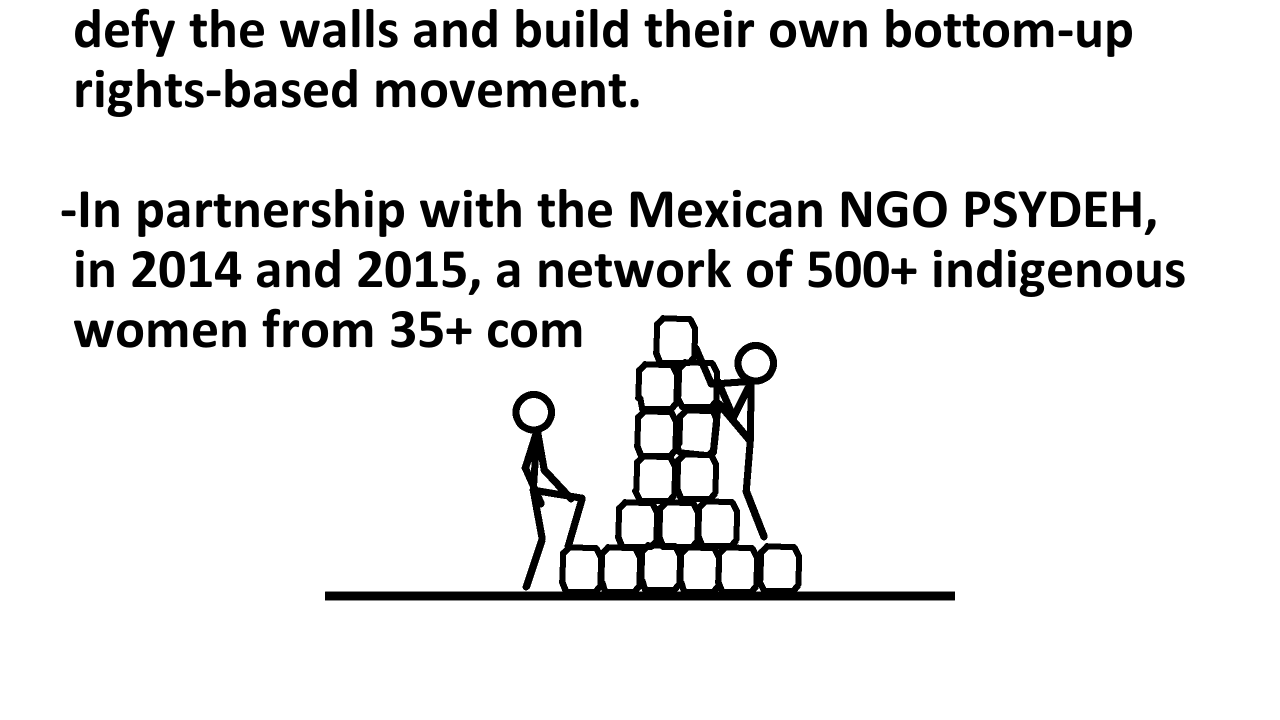 defy the walls and build their own bottom-up
rights-based movement.
-In partnership with the Mexican NGO PSYDEH,
in 2014 and 2015, a network of 500+ indigenous
women from 35+ com